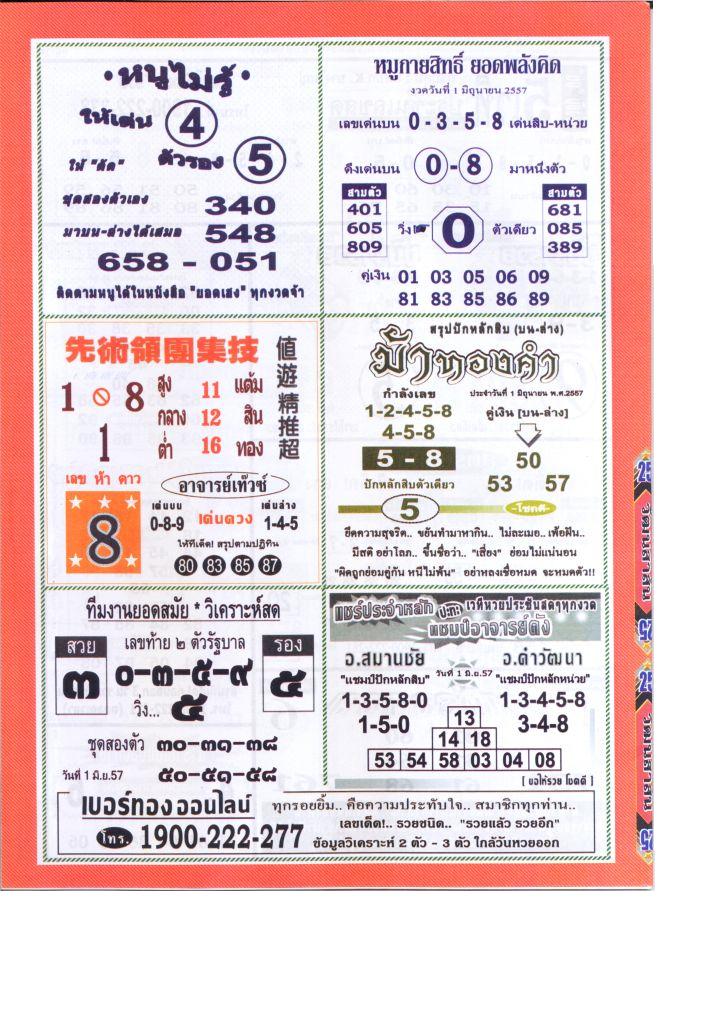 • หนูไม่รู้ •
ให้เด่น 4
ให้ "ลัด" ตัวรอง 5
ชุดสองตัวเอง 340
มาบน-ล่างได้เสมอ 548
658 - 051
ติดตามหนูได้ในหนังสือ "ยอดเฮง" ทุกงวดจ้า
หมูกายสิทธิ์ ยอดพลังคิด
งวดวันที่ 1 มิถุนายน 2557
เลขเด่นบน 0 - 3 - 5 - 8 เด่นสิบ-หน่วย
ดึงเด่นบน 0 - 8 มาหนึ่งตัว
สามตัว
401
605
809
วิ่ง 0 ตัวเดียว
สามตัว
681
085
389
คู่เงิน 01 03 05 06 09
81 83 85 86 89
先術領團集技
值遊精推超
1 8
1
สูง 11 แต้ม
กลาง 12 สิน
ต่ำ 16 ทอง
เลข ห้า ดาว
8
อาจารย์เท๊วซ์
เด่นบน
0-8-9
เด่นดวง
เด่นล่าง
1-4-5
ให้ทีเด็ด! สรุปตามปฏิทิน
80 83 85 87
สรุปปักหลักสิบ (บน-ล่าง)
ม้าทองคำ
กำลังเลข ประจำวันที่ 1 มิถุนายน พ.ศ.2557
1-2-4-5-8 คู่เงิน [บน-ล่าง]
4-5-8
5 - 8 50
ปักหลักสิบตัวเดียว 53 57
5 -โชคดี-
ยึดความสุจริต.. ขยันทำมาหากิน.. ไม่ละเมอ..เพ้อฝัน..
มีสติ อย่าโลภ.. ขึ้นชื่อว่า.. "เสี่ยง" ย่อมไม่แน่นอน
"ผิดถูกย่อมคู่กัน หนีไม่พ้น" อย่าหลงเชื่อหมด จะหมดตัว!!
ทีมงานยอดสมัย * วิเคราะห์สด
สวย
๓
เลขท้าย ๒ ตัวรัฐบาล
๐-๓-๕-๙
วิ่ง... ๕
รอง
๕
ชุดสองตัว ๓๐-๓๑-๓๘
วันที่ 1 มิ.ย.57 ๕๐-๕๑-๕๘
แชร์ประจำหลัก และ เวทีหวยประชันสดๆทุกงวด
แชมป์อาจารย์ดัง
อ.สมานชัย
"แชมป์ปักหลักสิบ"
1-3-5-8-0
1-5-0
วันที่ 1 มิ.ย.57
อ.คำวัฒนา
"แชมป์ปักหลักหน่วย"
1-3-4-5-8
3-4-8
13
14 18
53 54 58 03 04 08
[ ขอให้รวย โชคดี ]
เบอร์ทองออนไลน์
โทร. 1900-222-277
ทุกรอยยิ้ม.. คือความประทับใจ.. สมาชิกทุกท่าน..
เลขเด็ด!.. รวยชนิด.. "รวยแล้ว รวยอีก"
ข้อมูลวิเคราะห์ 2 ตัว - 3 ตัว ใกล้วันหวยออก